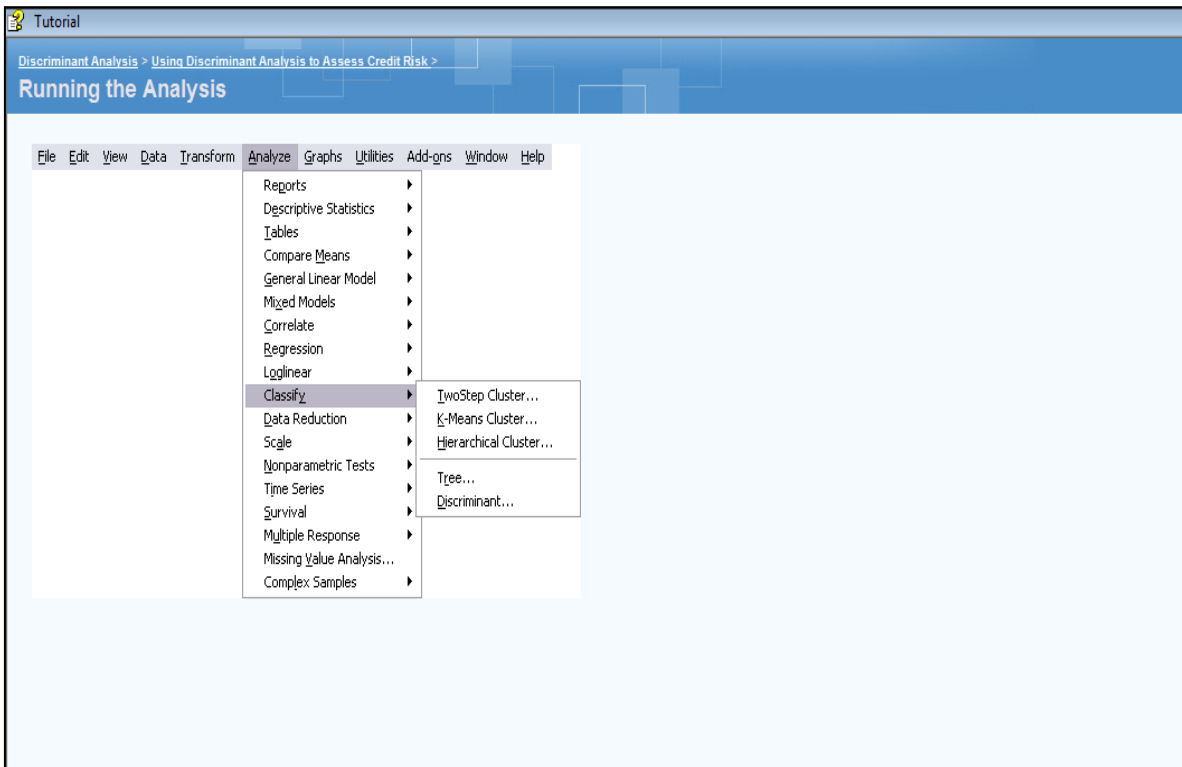 Tutorial
Discriminant Analysis > Using Discriminant Analysis to Assess Credit Risk >
Running the Analysis
File Edit View Data Transform Analyze Graphs Utilities Add-ons Window Help
Reports
Descriptive Statistics
Tables
Compare Means
General Linear Model
Mixed Models
Correlate
Regression
Loglinear
Classify
Data Reduction
Scale
Nonparametric Tests
Time Series
Survival
Multiple Response
Missing Value Analysis...
Complex Samples
TwoStep Cluster...
K-Means Cluster...
Hierarchical Cluster...
Tree...
Discriminant...